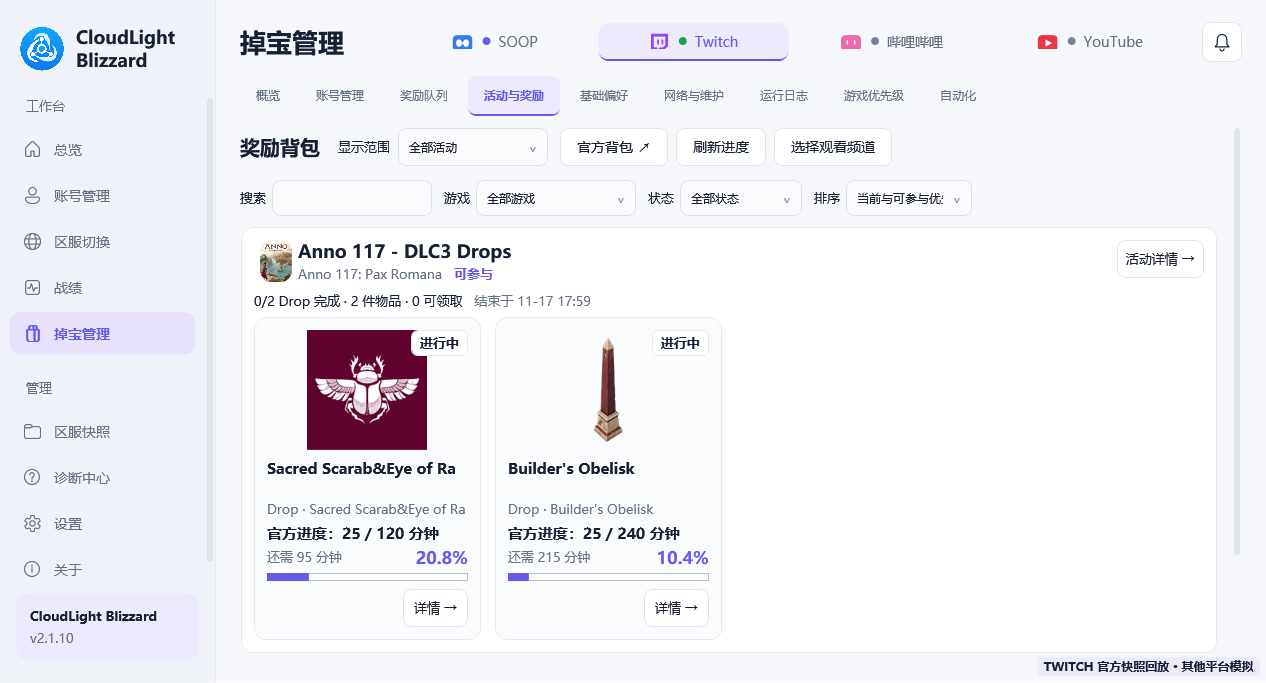 CloudLight
Blizzard
工作台
总览
账号管理
区服切换
战绩
掉宝管理
管理
区服快照
诊断中心
设置
关于
CloudLight Blizzard
v2.1.10
掉宝管理
SOOP
Twitch
哔哩哔哩
YouTube
概览
账号管理
奖励队列
活动与奖励
基础偏好
网络与维护
运行日志
游戏优先级
自动化
奖励背包
显示范围
全部活动
官方背包 ↗
刷新进度
选择观看频道
搜索
游戏
全部游戏
状态
全部状态
排序
当前与可参与优
ANNO
Anno 117 - DLC3 Drops
Anno 117: Pax Romana 可参与
活动详情 →
0/2 Drop 完成 · 2 件物品 · 0 可领取 结束于 11-17 17:59
进行中
Sacred Scarab&Eye of Ra
Drop · Sacred Scarab&Eye of Ra
官方进度：25 / 120 分钟
还需 95 分钟 20.8%
详情 →
进行中
Builder's Obelisk
Drop · Builder's Obelisk
官方进度：25 / 240 分钟
还需 215 分钟 10.4%
详情 →
TWITCH 官方快照回放 • 其他平台模拟